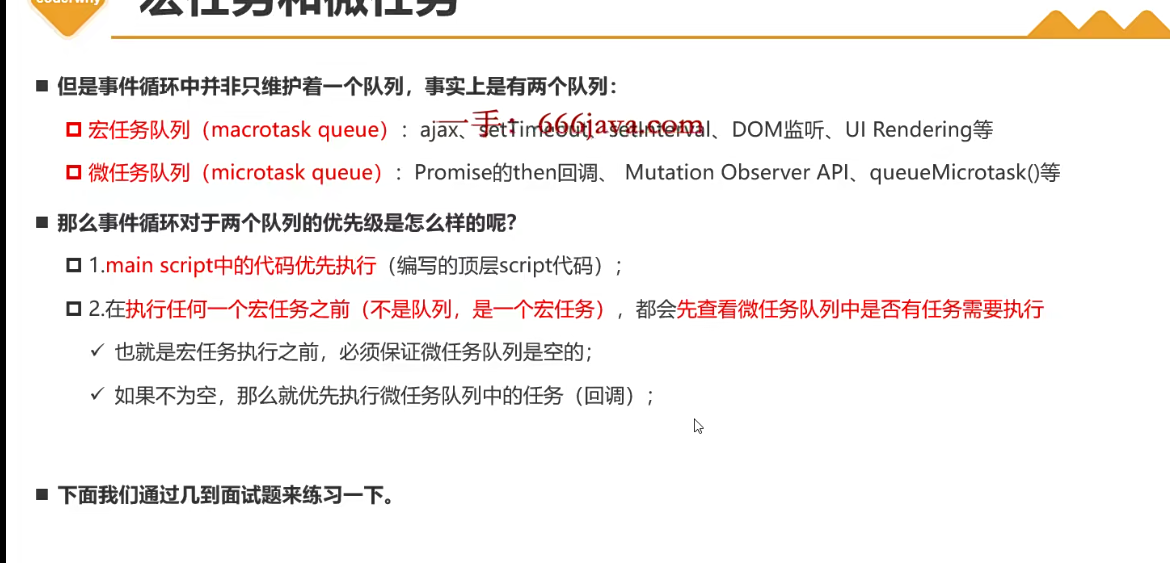 coderwhy
宏任务和微任务
■ 但是事件循环中并非只维护着一个队列，事实上是有两个队列：
宏任务队列（macrotask queue）：ajax、setTimeout、setInterval、DOM监听、UI Rendering等
一手：666java.com
微任务队列（microtask queue）：Promise的then回调、 Mutation Observer API、queueMicrotask()等
■ 那么事件循环对于两个队列的优先级是怎么样的呢？
1.main script中的代码优先执行（编写的顶层script代码）；
2.在执行任何一个宏任务之前（不是队列，是一个宏任务），都会先查看微任务队列中是否有任务需要执行
✓ 也就是宏任务执行之前，必须保证微任务队列是空的；
✓ 如果不为空，那么就优先执行微任务队列中的任务（回调）；
■ 下面我们通过几到面试题来练习一下。